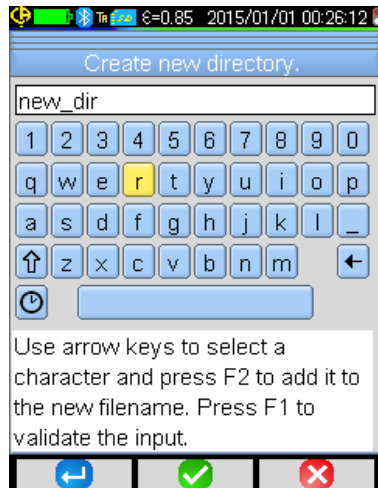 ε=0.85 2015/01/01 00:26:12
Create new directory.
new_dir
1 2 3 4 5 6 7 8 9 0
q w e r t y u i o p
a s d f g h j k l _
z x c v b n m
Use arrow keys to select a
character and press F2 to add it to
the new filename. Press F1 to
validate the input.